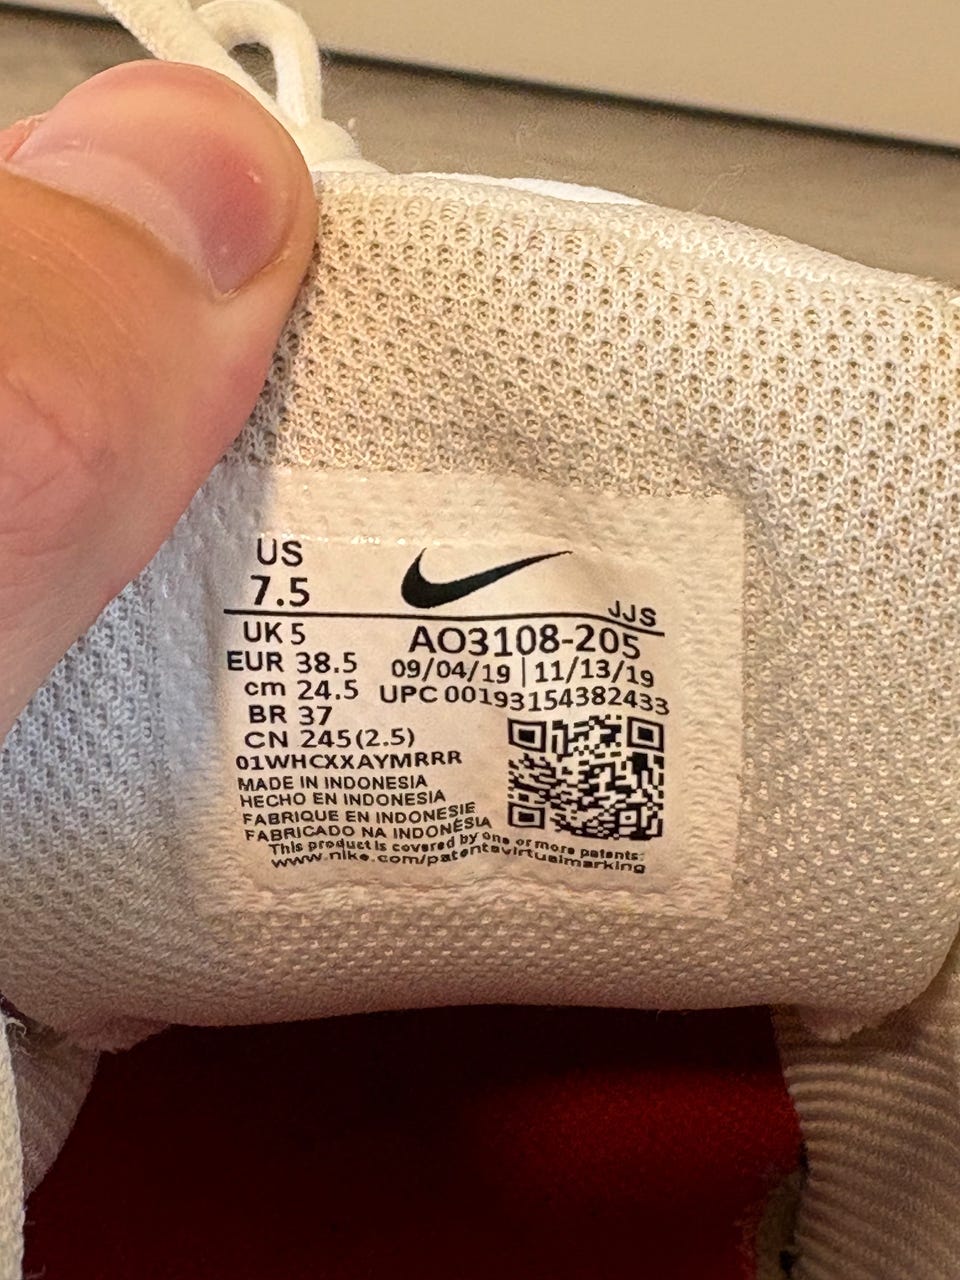 US
7.5
JJS
UK 5
EUR 38.5
cm 24.5
BR 37
CN 245(2.5)
AO3108-205
09/04/19 | 11/13/19
UPC 00193154382433
01WHCXXAYMRRR
MADE IN INDONESIA
HECHO EN INDONESIA
FABRIQUE EN INDONESIE
FABRICADO NA INDONÉSIA
This product is covered by one or more patents:
www.nike.com/patentsvirtualmarking